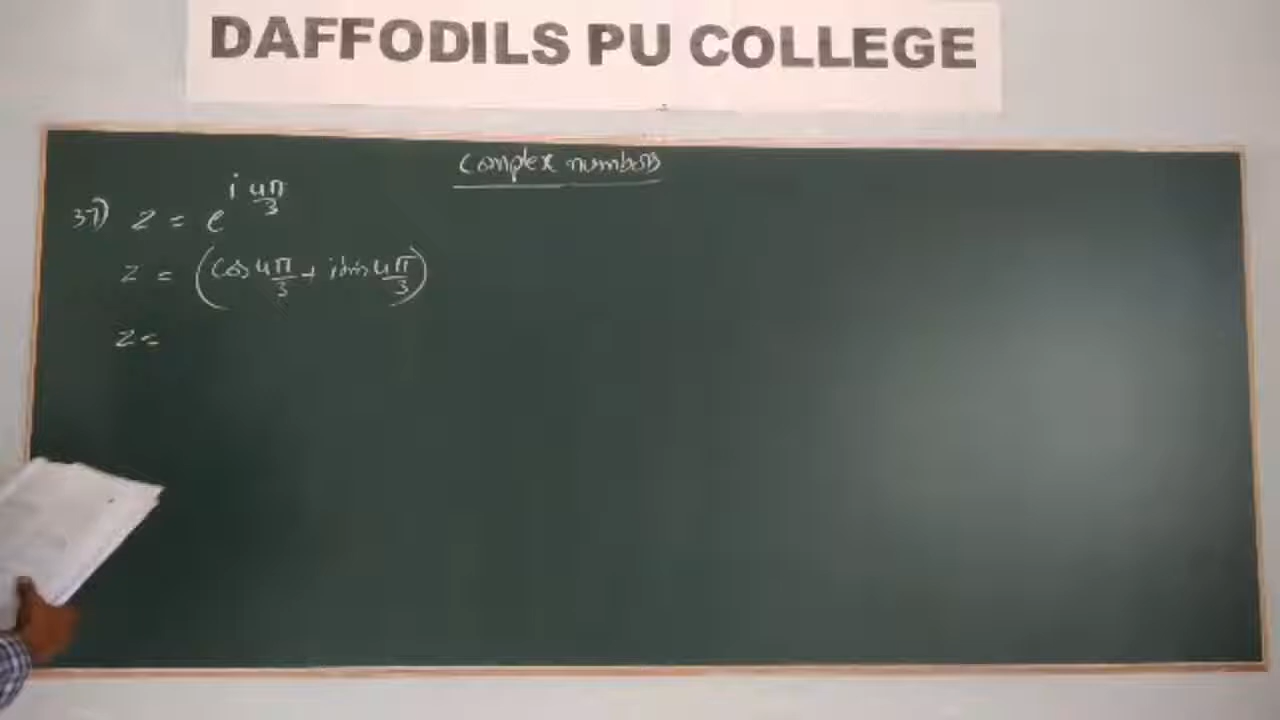 DAFFODILS PU COLLEGE
Complex numbers
37) z = e^{i 4π/3}
z = (cos 4π/3 + i sin 4π/3)
z =